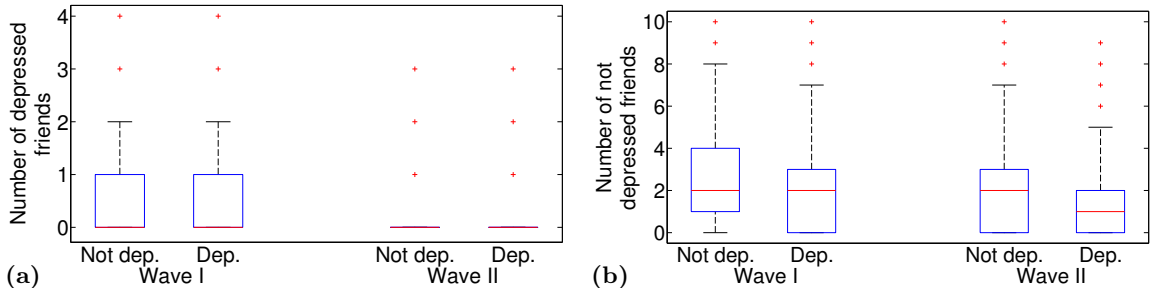 Number of depressed
friends
4
3
2
1
0
Not dep.
Dep.
Not dep.
Dep.
Wave I
Wave II
(a)
Number of not
depressed friends
10
8
6
4
2
0
Not dep.
Dep.
Not dep.
Dep.
Wave I
Wave II
(b)